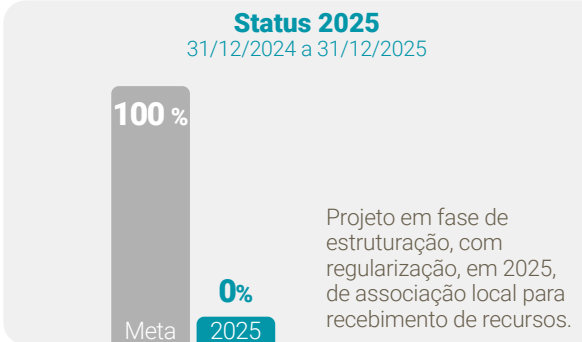 Status 2025
31/12/2024 a 31/12/2025
100 %
Projeto em fase de
estruturação, com
regularização, em 2025,
de associação local para
recebimento de recursos.
0%
Meta
2025